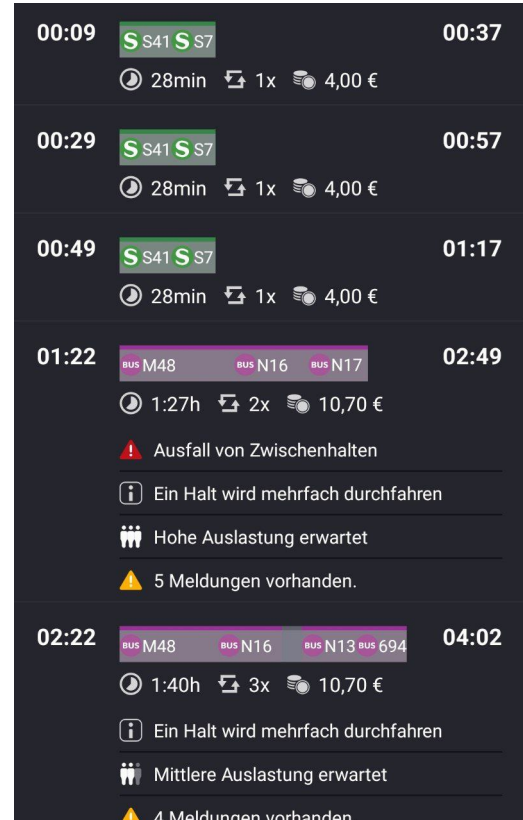 00:09 S S41 S S7 00:37
28min 1x 4,00 €
00:29 S S41 S S7 00:57
28min 1x 4,00 €
00:49 S S41 S S7 01:17
28min 1x 4,00 €
01:22 BUS M48 BUS N16 BUS N17 02:49
1:27h 2x 10,70 €
Ausfall von Zwischenhalten
Ein Halt wird mehrfach durchfahren
Hohe Auslastung erwartet
5 Meldungen vorhanden.
02:22 BUS M48 BUS N16 BUS N13 BUS 694 04:02
1:40h 3x 10,70 €
Ein Halt wird mehrfach durchfahren
Mittlere Auslastung erwartet
4 Meldungen vorhanden